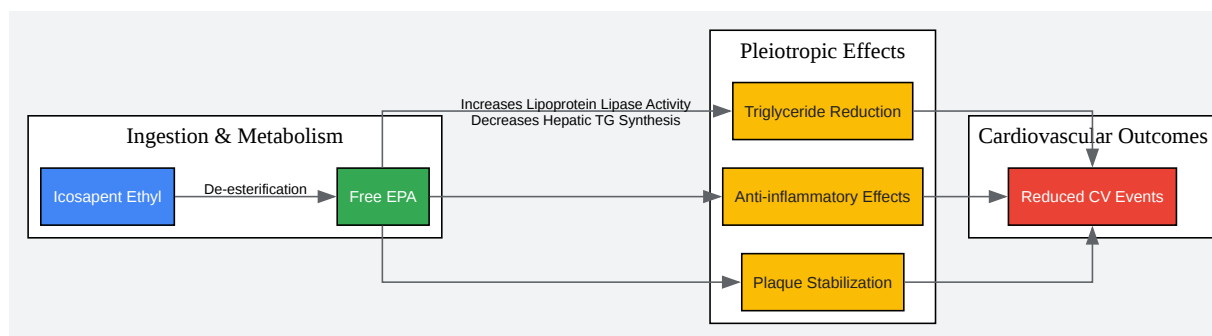 Ingestion & Metabolism
Icosapent Ethyl
De-esterification
Free EPA
Increases Lipoprotein Lipase Activity
Decreases Hepatic TG Synthesis
Pleiotropic Effects
Triglyceride Reduction
Anti-inflammatory Effects
Plaque Stabilization
Cardiovascular Outcomes
Reduced CV Events